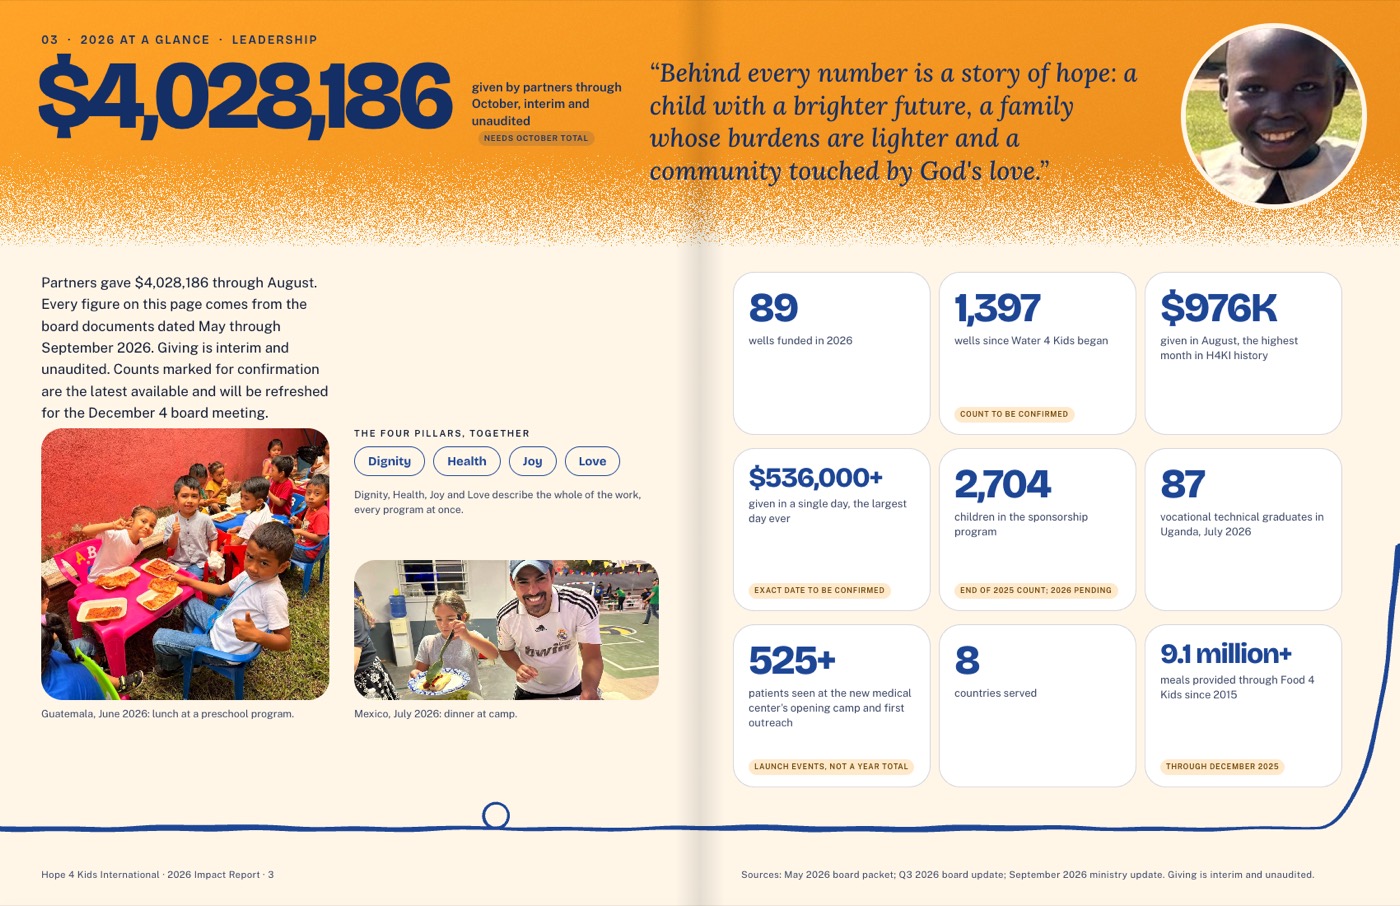 03 · 2026 AT A GLANCE · LEADERSHIP
$4,028,186
given by partners through
October, interim and
unaudited
NEEDS OCTOBER TOTAL
“Behind every number is a story of hope: a
child with a brighter future, a family
whose burdens are lighter and a
community touched by God's love.”
Partners gave $4,028,186 through August.
Every figure on this page comes from the
board documents dated May through
September 2026. Giving is interim and
unaudited. Counts marked for confirmation
are the latest available and will be refreshed
for the December 4 board meeting.
THE FOUR PILLARS, TOGETHER
Dignity
Health
Joy
Love
Dignity, Health, Joy and Love describe the whole of the work,
every program at once.
A B
bwin
Guatemala, June 2026: lunch at a preschool program.
Mexico, July 2026: dinner at camp.
89
wells funded in 2026
1,397
wells since Water 4 Kids began
COUNT TO BE CONFIRMED
$976K
given in August, the highest
month in H4KI history
$536,000+
given in a single day, the largest
day ever
EXACT DATE TO BE CONFIRMED
2,704
children in the sponsorship
program
END OF 2025 COUNT; 2026 PENDING
87
vocational technical graduates in
Uganda, July 2026
525+
patients seen at the new medical
center's opening camp and first
outreach
LAUNCH EVENTS, NOT A YEAR TOTAL
8
countries served
9.1 million+
meals provided through Food 4
Kids since 2015
THROUGH DECEMBER 2025
Hope 4 Kids International · 2026 Impact Report · 3
Sources: May 2026 board packet; Q3 2026 board update; September 2026 ministry update. Giving is interim and unaudited.